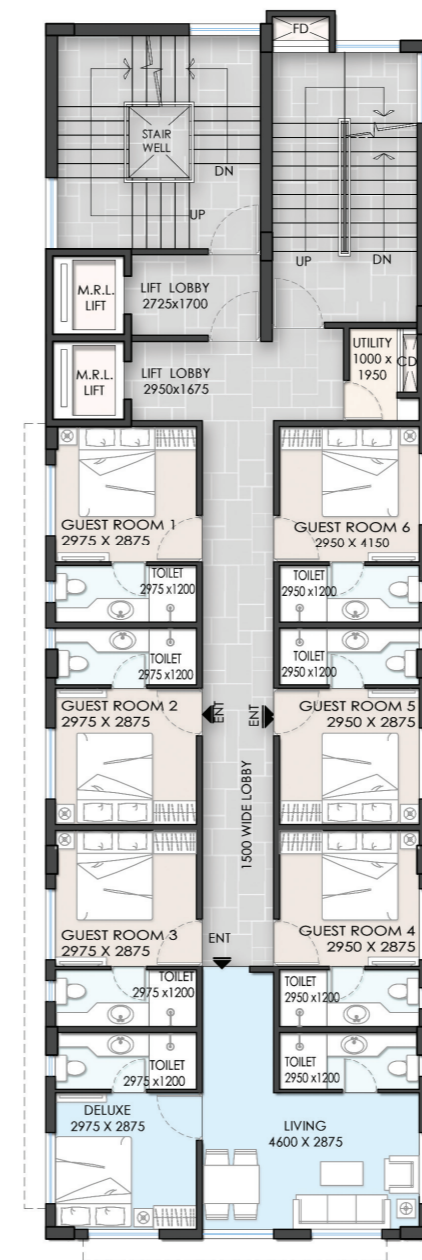 FD
STAIR
WELL
DN
UP
UP
DN
M.R.L.
LIFT
LIFT LOBBY
2725x1700
M.R.L.
LIFT
LIFT LOBBY
2950x1675
UTILITY
1000 x
1950
CD
GUEST ROOM 1
2975 X 2875
GUEST ROOM 6
2950 X 4150
TOILET
2975 x1200
TOILET
2950 x1200
TOILET
2975 x1200
TOILET
2950 x1200
GUEST ROOM 2
2975 X 2875
ENT
ENT
GUEST ROOM 5
2950 X 2875
1500 WIDE LOBBY
GUEST ROOM 3
2975 X 2875
ENT
GUEST ROOM 4
2950 X 2875
TOILET
2975 x1200
TOILET
2950 x1200
TOILET
2975 x1200
TOILET
2950 x1200
DELUXE
2975 X 2875
LIVING
4600 X 2875